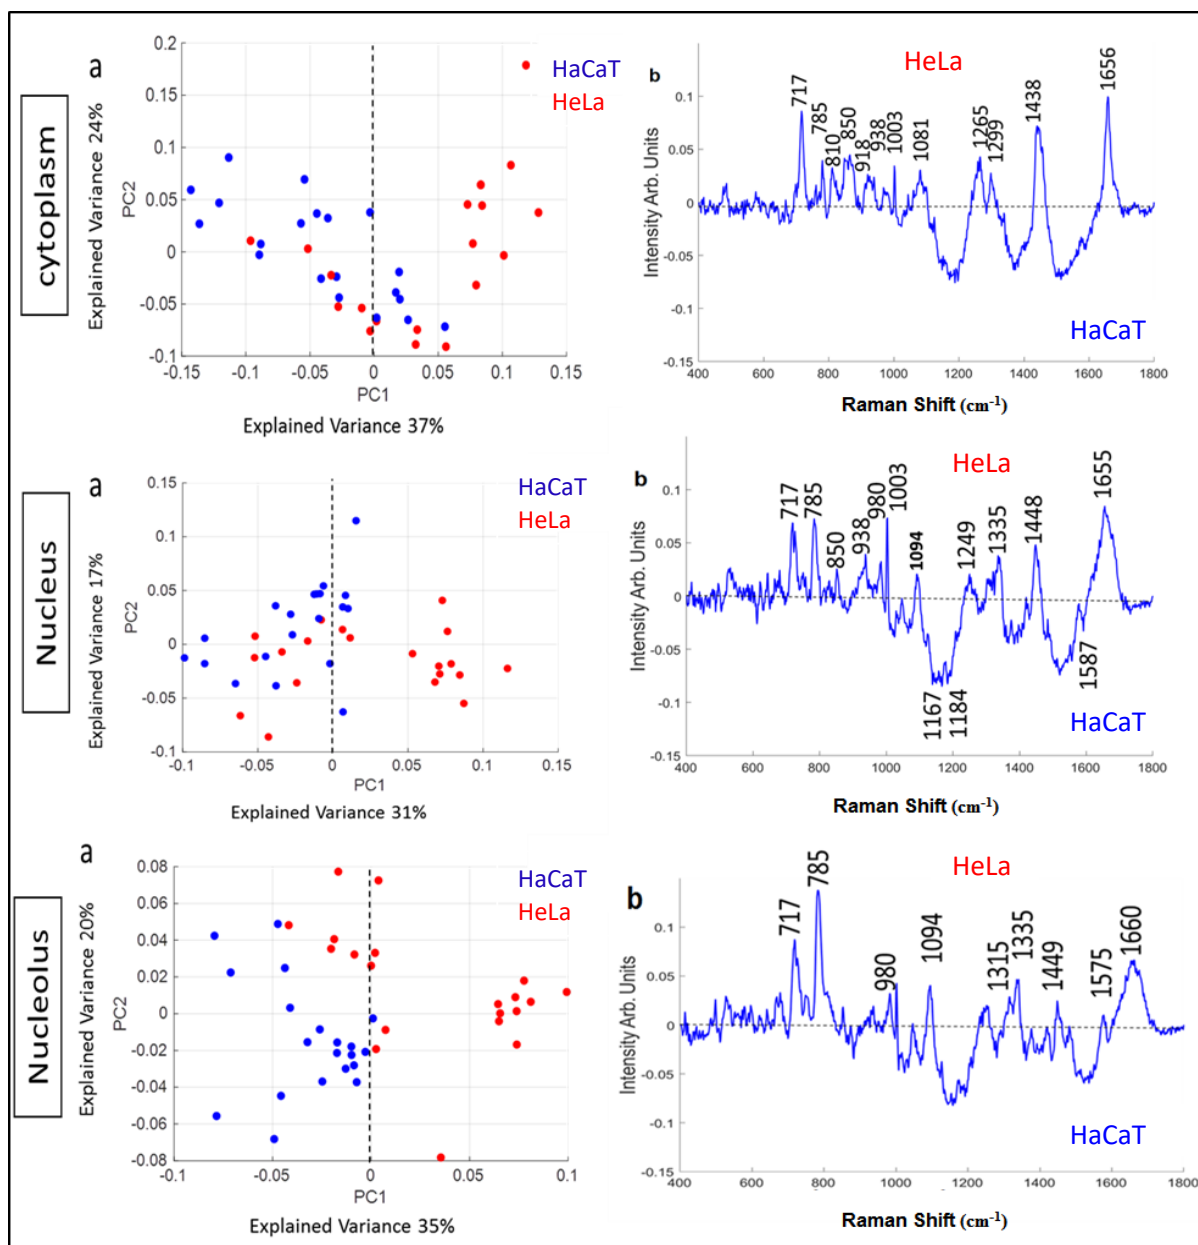 cytoplasm
a
HaCaT
HeLa
Explained Variance 24%
PC2
0.2
0.15
0.1
0.05
0
-0.05
-0.1
-0.15 -0.1 -0.05 0 0.05 0.1 0.15
PC1
Explained Variance 37%
b
HeLa
717 785 810 850 918 938 1003 1081 1265 1299 1438 1656
Intensity Arb. Units
0.1
0.05
0
-0.05
-0.1
-0.15
HaCaT
400 600 800 1000 1200 1400 1600 1800
Raman Shift (cm-1)
Nucleus
a
HaCaT
HeLa
Explained Variance 17%
PC2
0.15
0.1
0.05
0
-0.05
-0.1
-0.1 -0.05 0 0.05 0.1 0.15
PC1
Explained Variance 31%
b
HeLa
717 785 850 938 980 1003 1094 1249 1335 1448 1655
Intensity Arb. Units
0.1
0.05
0
-0.05
-0.1
-0.15
1167 1184 1587
HaCaT
400 600 800 1000 1200 1400 1600 1800
Raman Shift (cm-1)
Nucleolus
a
HaCaT
HeLa
Explained Variance 20%
PC2
0.08
0.06
0.04
0.02
0
-0.02
-0.04
-0.06
-0.08
-0.1 -0.05 0 0.05 0.1
PC1
Explained Variance 35%
b
HeLa
717 785 980 1094 1315 1335 1449 1575 1660
Intensity Arb. Units
0.1
0.05
0
-0.05
-0.1
-0.15
HaCaT
400 600 800 1000 1200 1400 1600 1800
Raman Shift (cm-1)